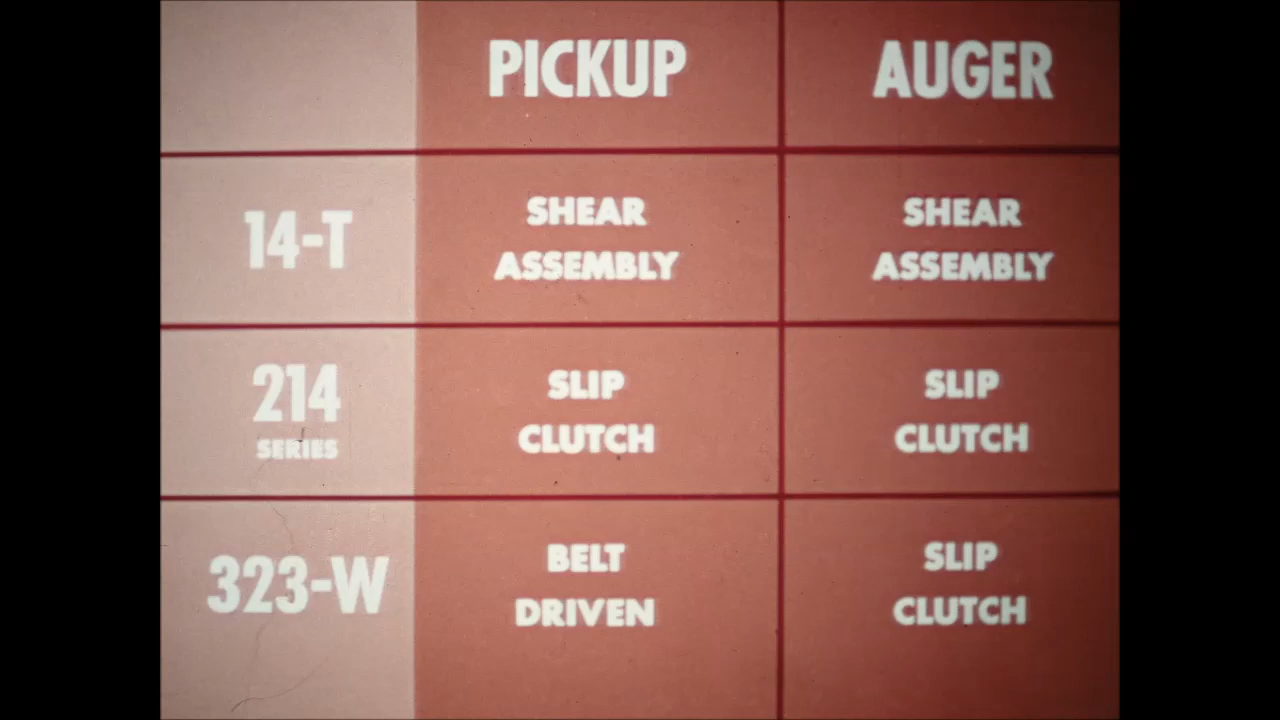 PICKUP AUGER
14-T SHEAR ASSEMBLY SHEAR ASSEMBLY
214 SERIES SLIP CLUTCH SLIP CLUTCH
323-W BELT DRIVEN SLIP CLUTCH